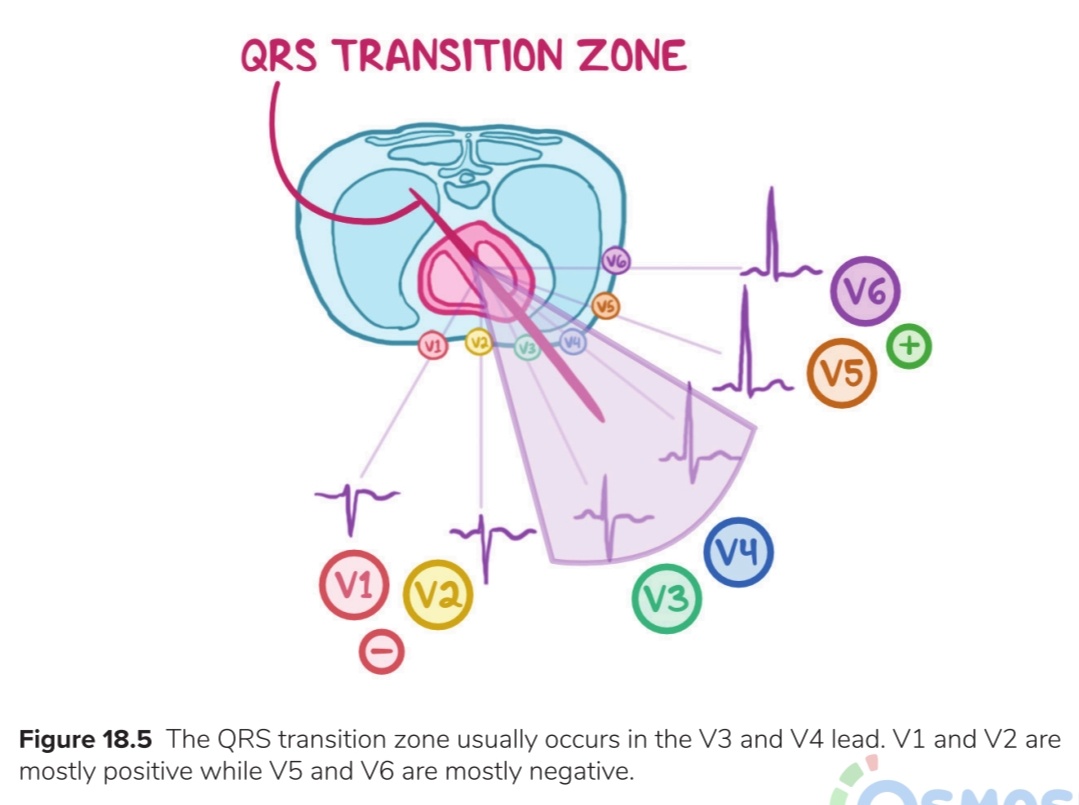 QRS TRANSITION ZONE
V6
V5
V1
V2
V3
V4
V6
+
V5
V4
V1
V2
V3
−
Figure 18.5 The QRS transition zone usually occurs in the V3 and V4 lead. V1 and V2 are
mostly positive while V5 and V6 are mostly negative.